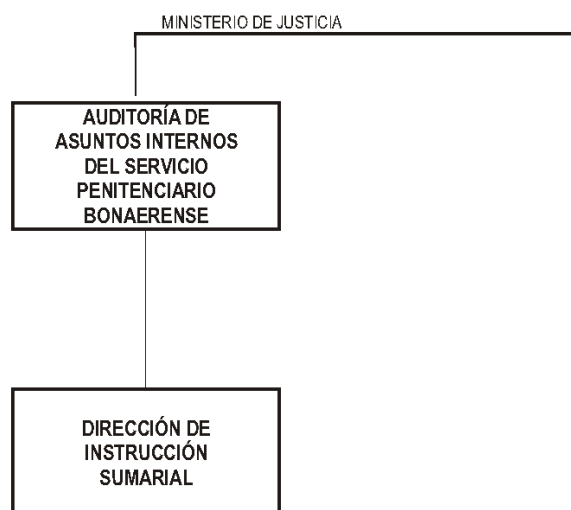 MINISTERIO DE JUSTICIA
AUDITORÍA DE
ASUNTOS INTERNOS
DEL SERVICIO
PENITENCIARIO
BONAERENSE
DIRECCIÓN DE
INSTRUCCIÓN
SUMARIAL